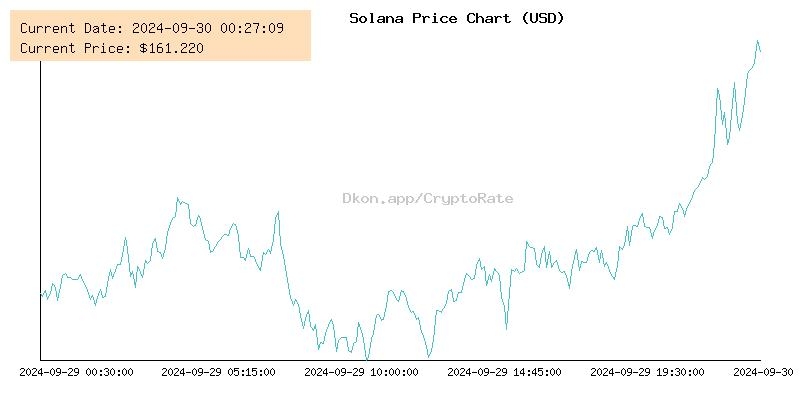 Solana Price Chart (USD)
Current Date: 2024-09-30 00:27:09
Current Price: $161.220
Dkon.app/CryptoRate
2024-09-29 00:30:00
2024-09-29 05:15:00
2024-09-29 10:00:00
2024-09-29 14:45:00
2024-09-29 19:30:00
2024-09-30